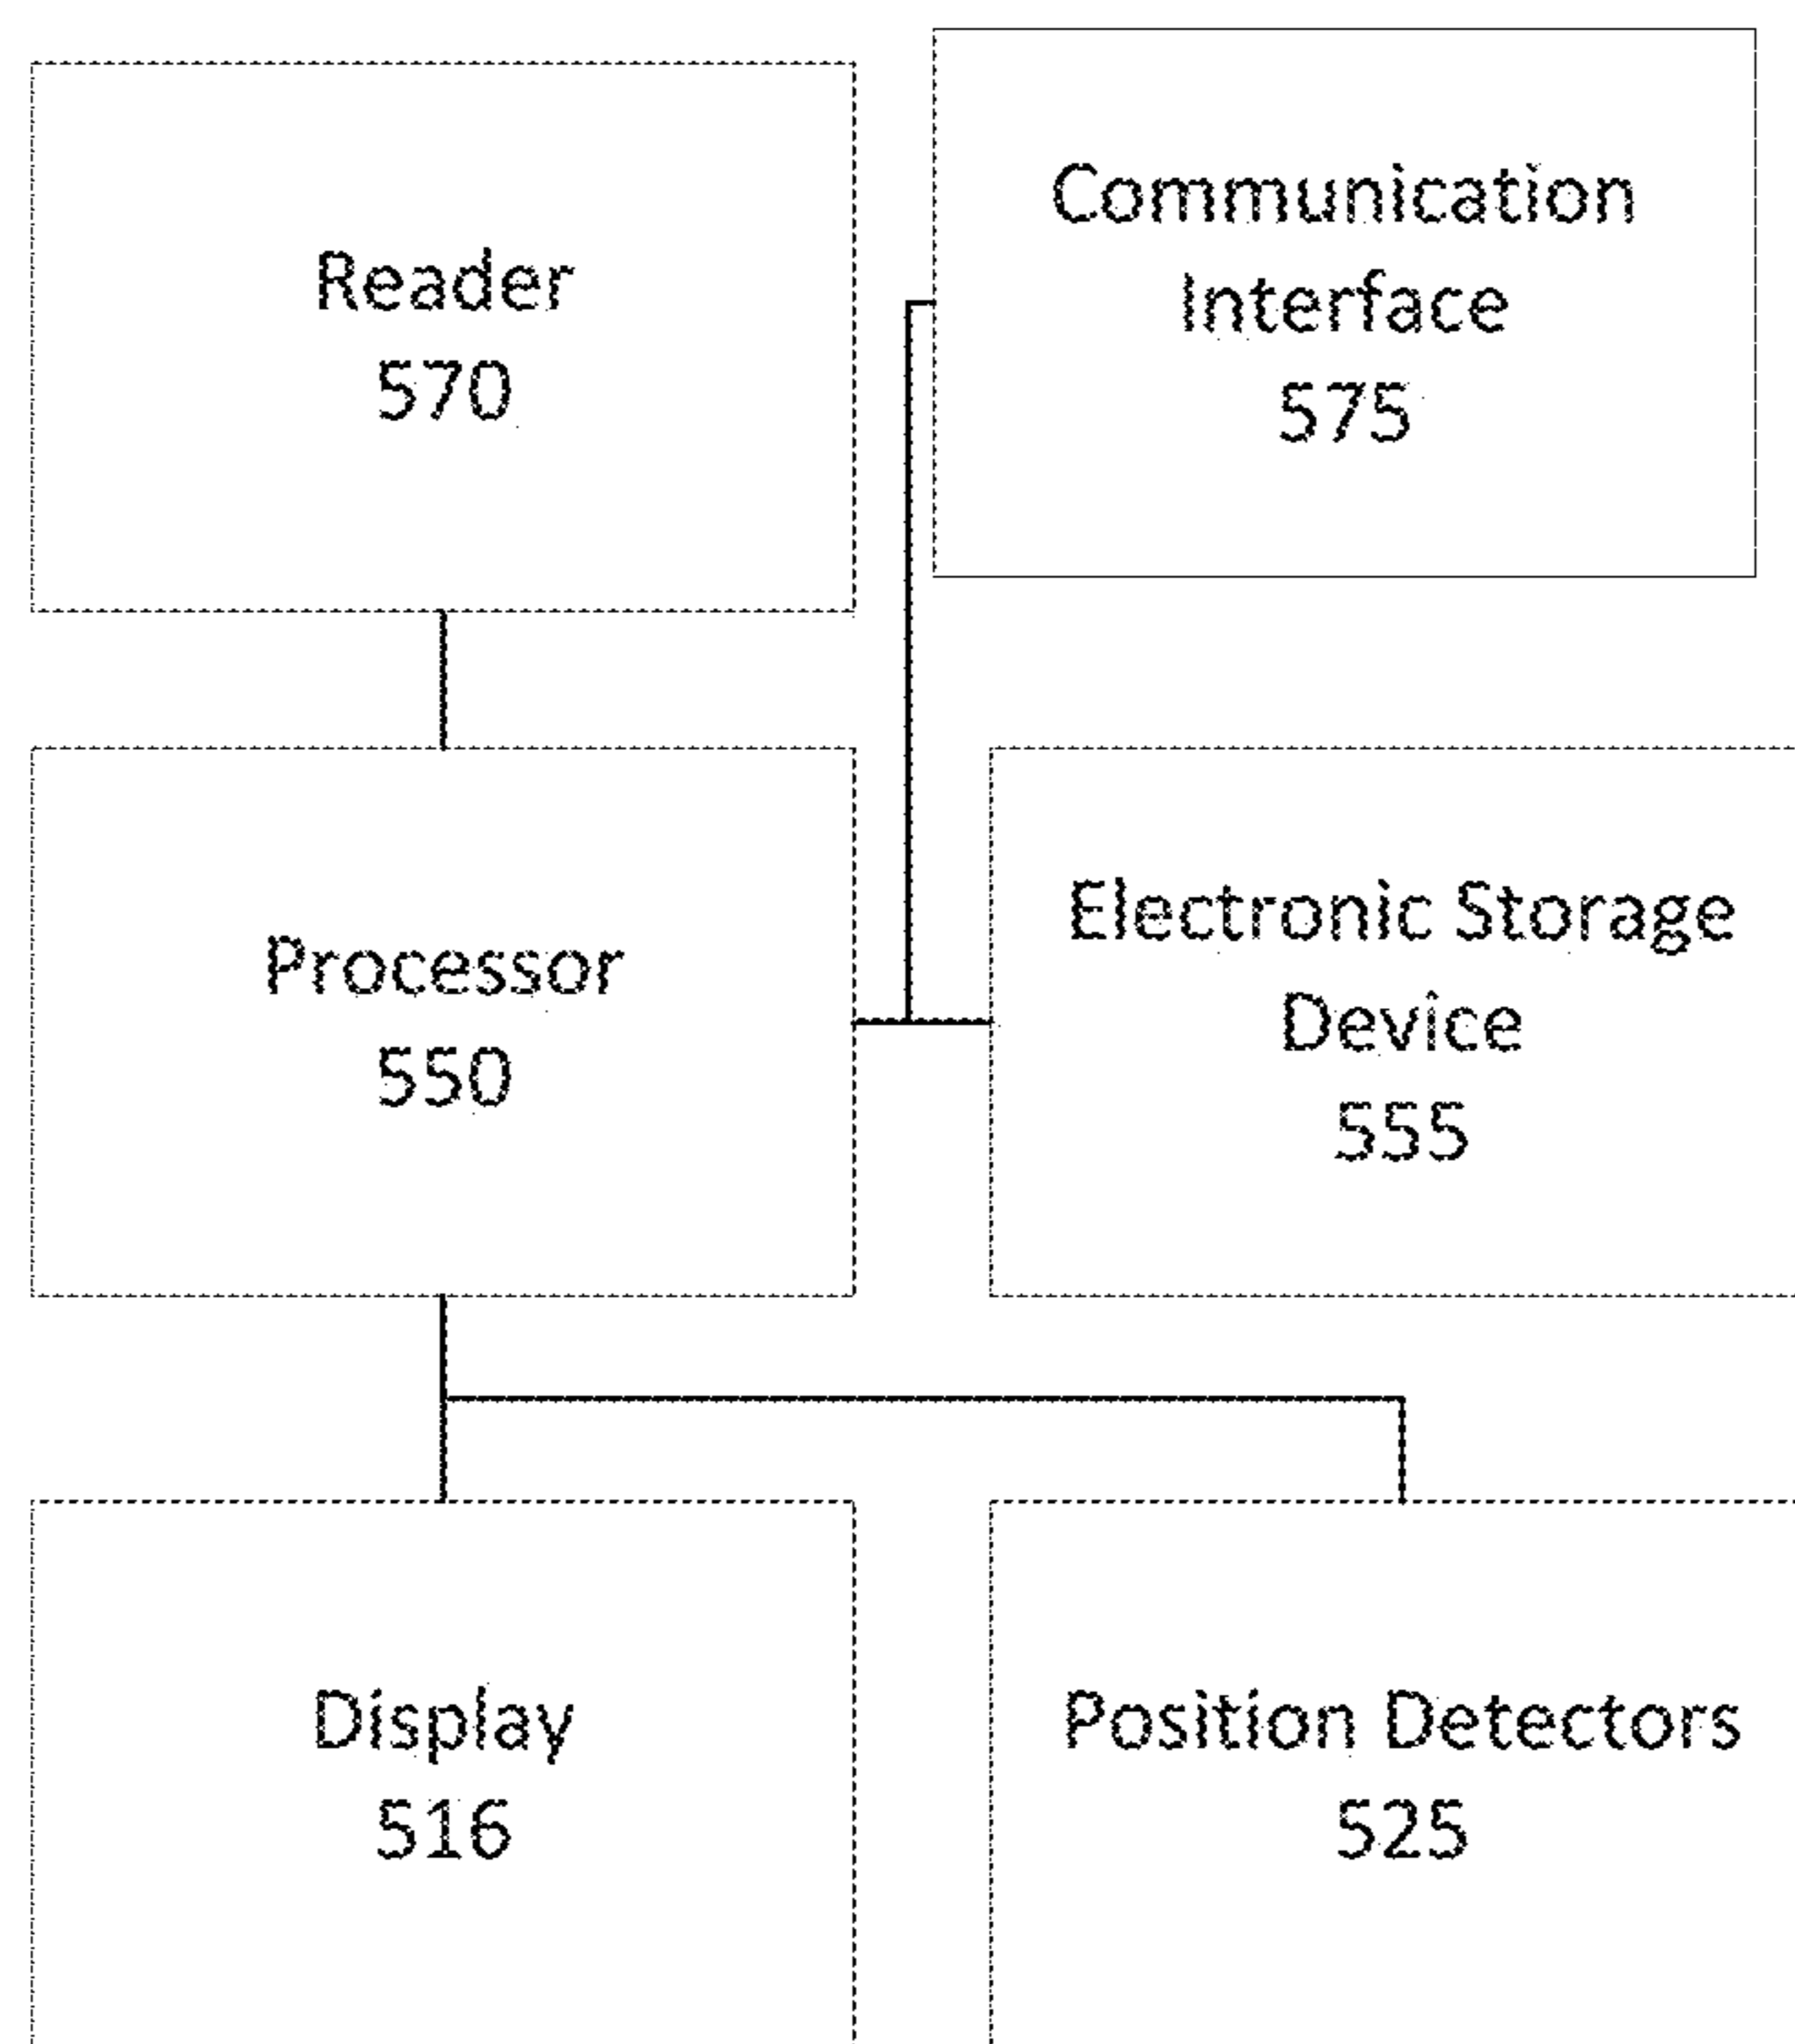 Reader
570
Communication
Interface
575
Processor
550
Electronic Storage
Device
555
Display
516
Position Detectors
525